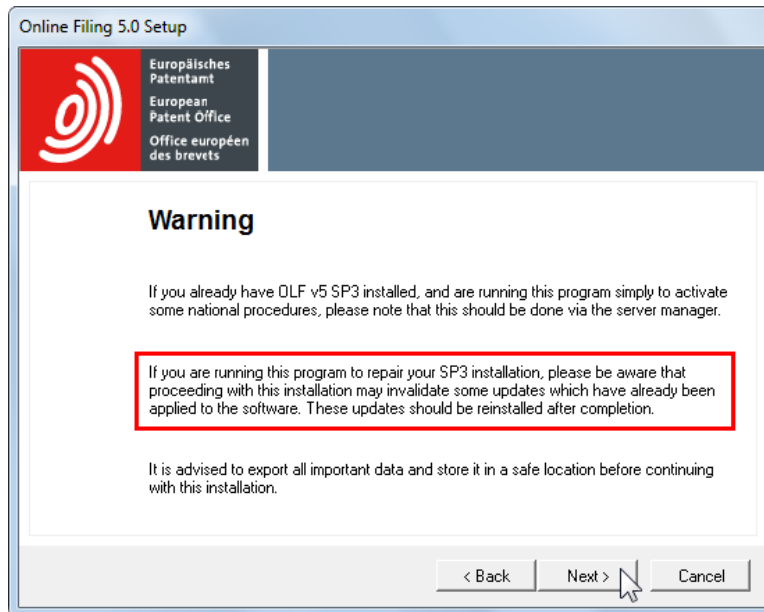 Online Filing 5.0 Setup
Europäisches
Patentamt
European
Patent Office
Office européen
des brevets
Warning
If you already have OLF v5 SP3 installed, and are running this program simply to activate
some national procedures, please note that this should be done via the server manager.
If you are running this program to repair your SP3 installation, please be aware that
proceeding with this installation may invalidate some updates which have already been
applied to the software. These updates should be reinstalled after completion.
It is advised to export all important data and store it in a safe location before continuing
with this installation.
< Back Next > Cancel